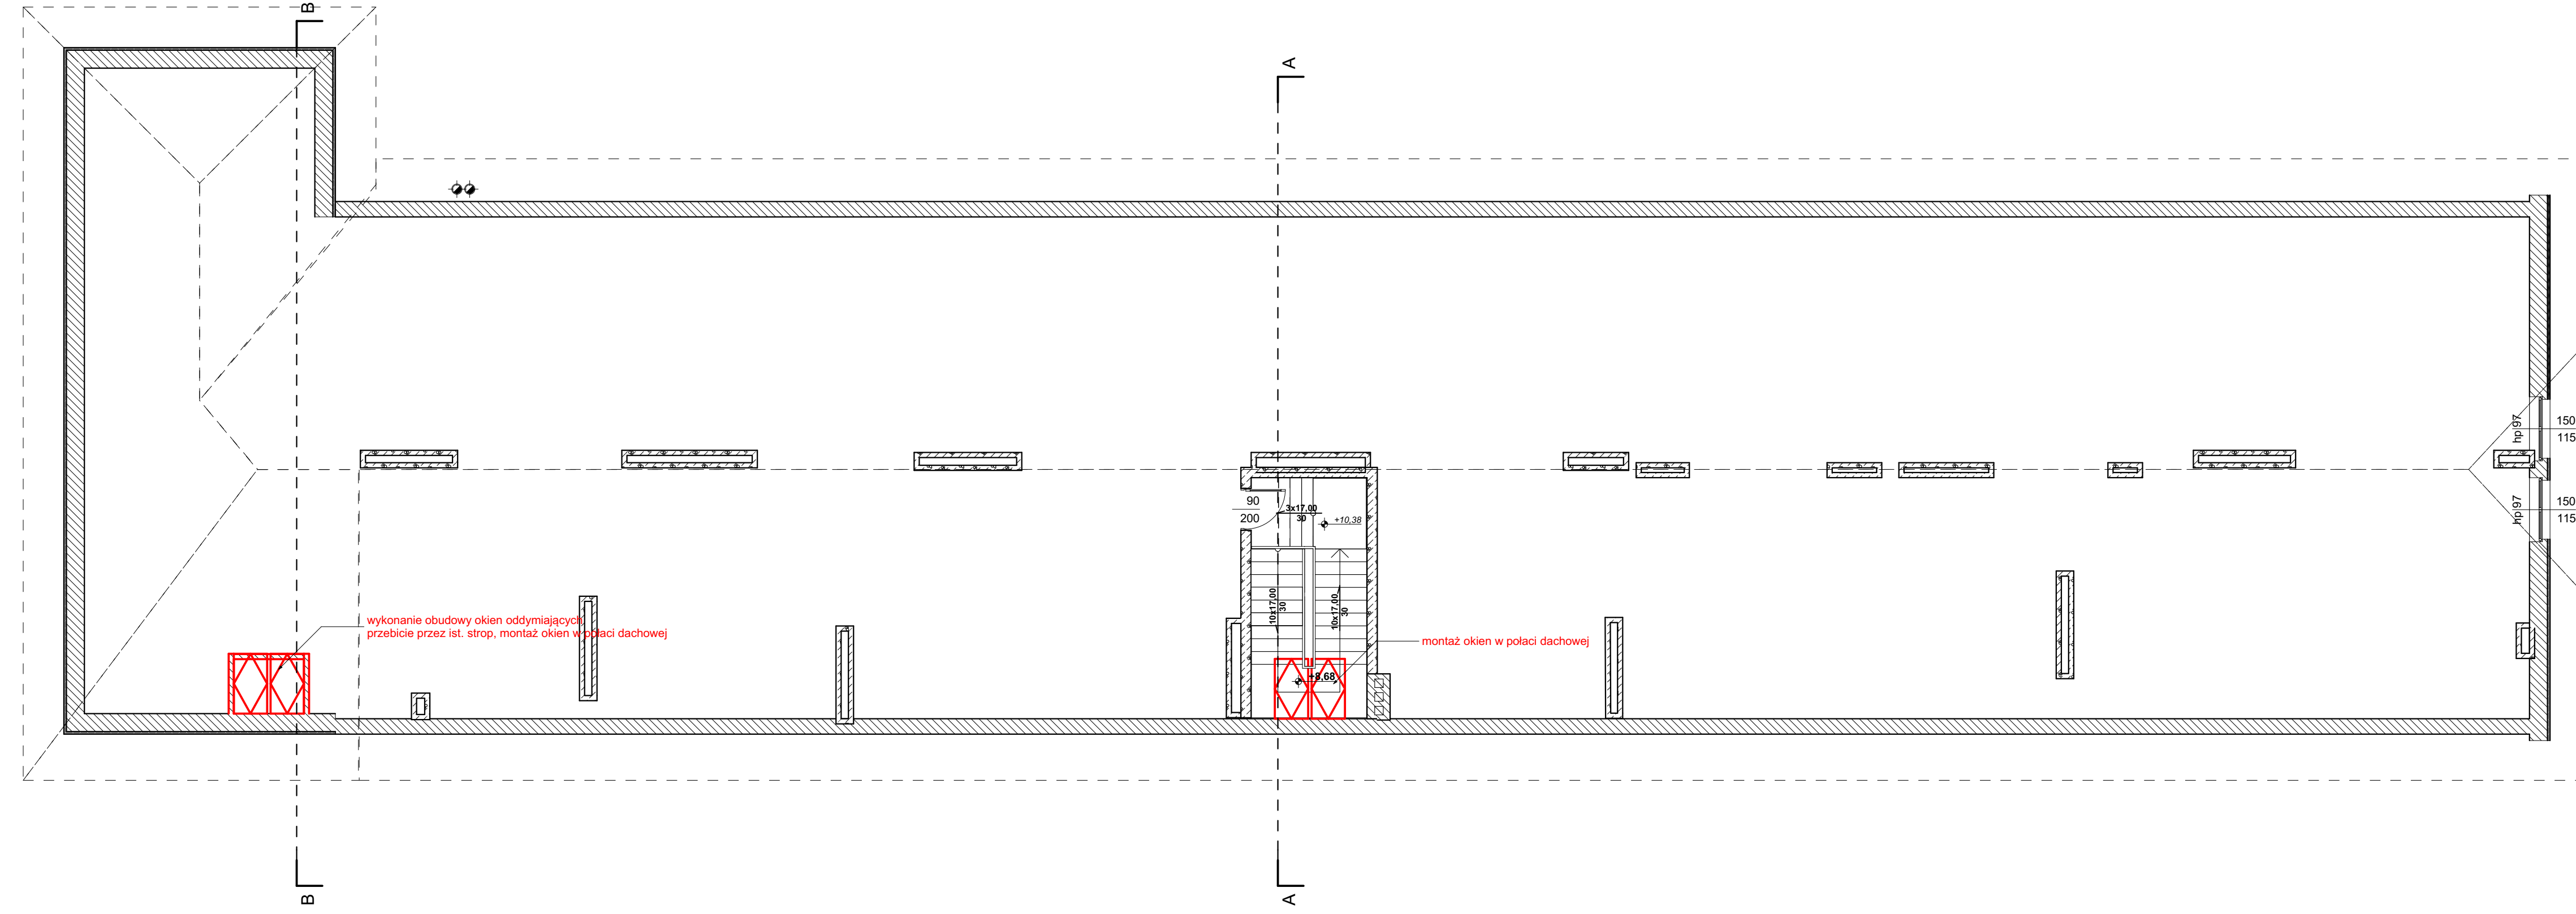 B
A
hp 97
150
115
90
200
3x17,00
30
+10,38
hp 97
150
115
10x17,00
30
10x17,00
30
wykonanie obudowy okien oddymiających,
przebicie przez ist. strop, montaż okien w połaci dachowej
montaż okien w połaci dachowej
+8,68
B
A